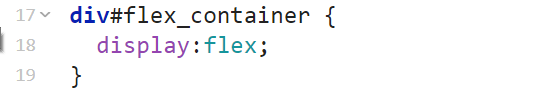 17 div#flex_container {
18   display:flex;
19 }